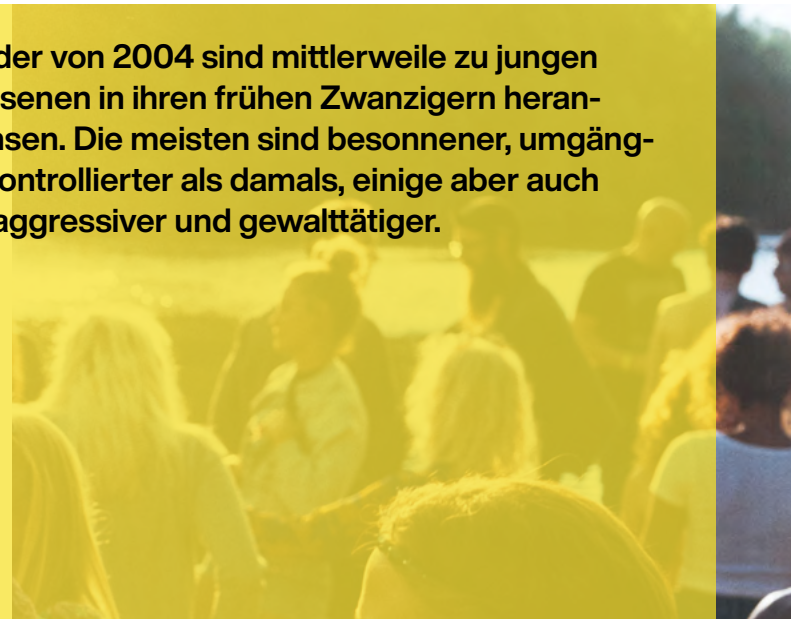 der von 2004 sind mittlerweile zu jungen
senen in ihren frühen Zwanzigern heran-
sen. Die meisten sind besonnener, umgäng-
ontrollierter als damals, einige aber auch
aggressiver und gewalttätiger.